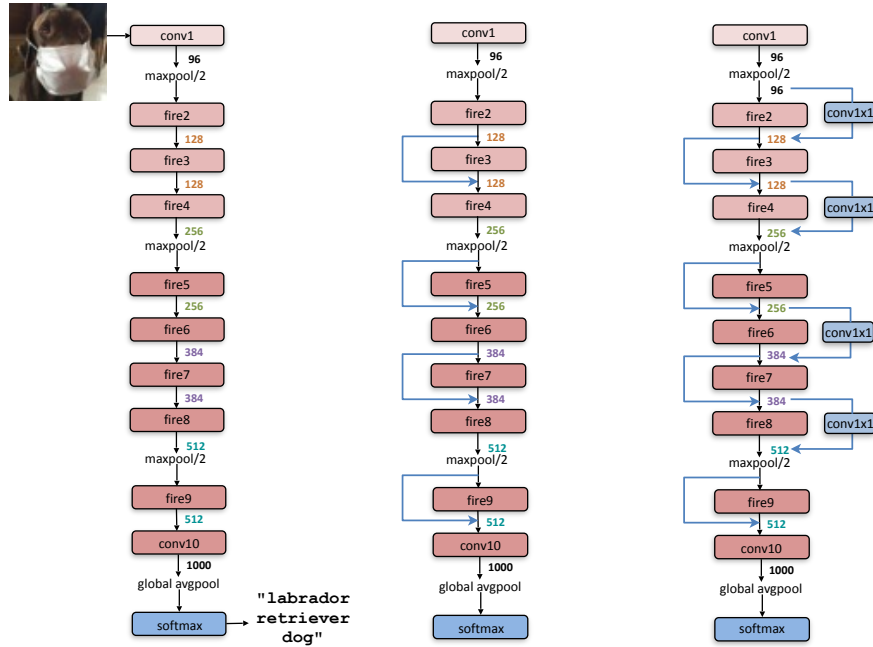 conv1
96
maxpool/2
fire2
128
fire3
128
fire4
256
maxpool/2
fire5
256
fire6
384
fire7
384
fire8
512
maxpool/2
fire9
512
conv10
1000
global avgpool
softmax
"labrador
retriever
dog"
conv1
96
maxpool/2
fire2
128
fire3
128
fire4
256
maxpool/2
fire5
256
fire6
384
fire7
384
fire8
512
maxpool/2
fire9
512
conv10
1000
global avgpool
softmax
conv1
96
maxpool/2
96
conv1x1
fire2
128
fire3
128
conv1x1
fire4
256
maxpool/2
fire5
256
conv1x1
fire6
384
fire7
384
conv1x1
fire8
512
maxpool/2
fire9
512
conv10
1000
global avgpool
softmax